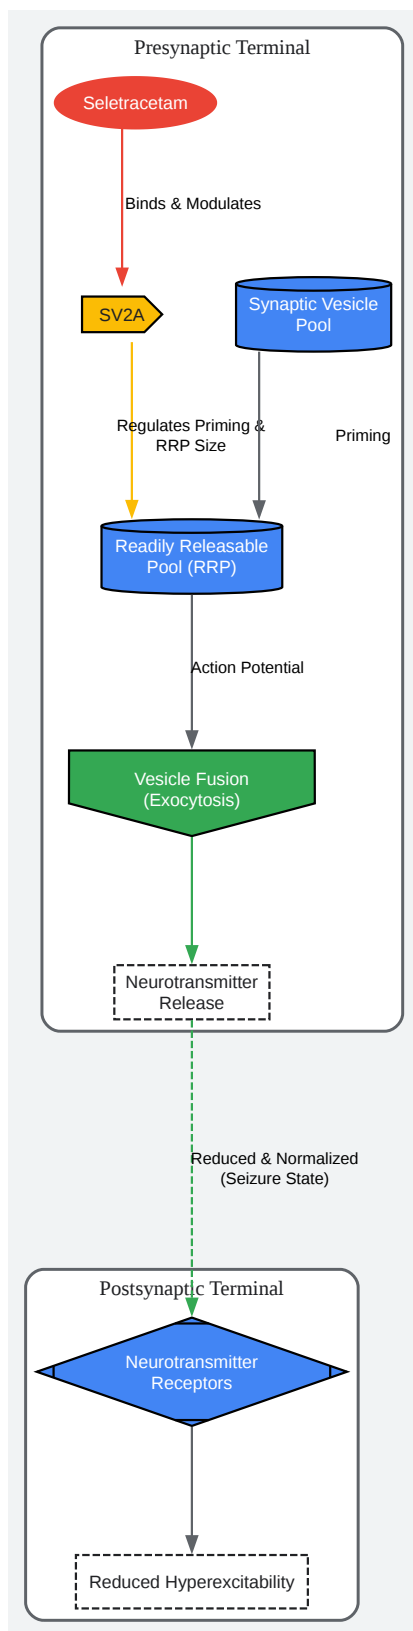 Presynaptic Terminal
Seletracetam
Binds & Modulates
SV2A
Synaptic Vesicle
Pool
Regulates Priming &
RRP Size
Priming
Readily Releasable
Pool (RRP)
Action Potential
Vesicle Fusion
(Exocytosis)
Neurotransmitter
Release
Reduced & Normalized
(Seizure State)
Postsynaptic Terminal
Neurotransmitter
Receptors
Reduced Hyperexcitability